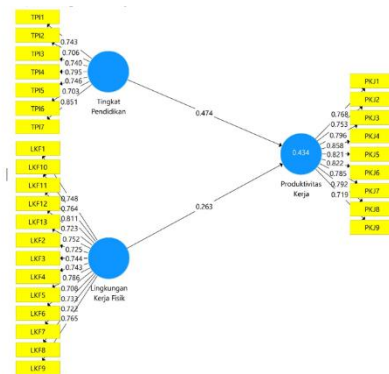 TPI1
TPI2
TPI3
TPI4
TPI5
TPI6
TPI7
0.743
0.706
0.740
0.795
0.746
0.703
0.851
Tingkat
Pendidikan
0.474
LKF1
LKF10
LKF11
LKF12
LKF13
LKF2
LKF3
LKF4
LKF5
LKF6
LKF7
LKF8
LKF9
0.748
0.764
0.811
0.723
0.752
0.725
0.744
0.743
0.786
0.708
0.733
0.765
Lingkungan
Kerja Fisik
0.263
0.434
Produktivitas
Kerja
0.768
0.753
0.796
0.858
0.821
0.822
0.785
0.792
0.719
PKJ1
PKJ2
PKJ3
PKJ4
PKJ5
PKJ6
PKJ7
PKJ8
PKJ9